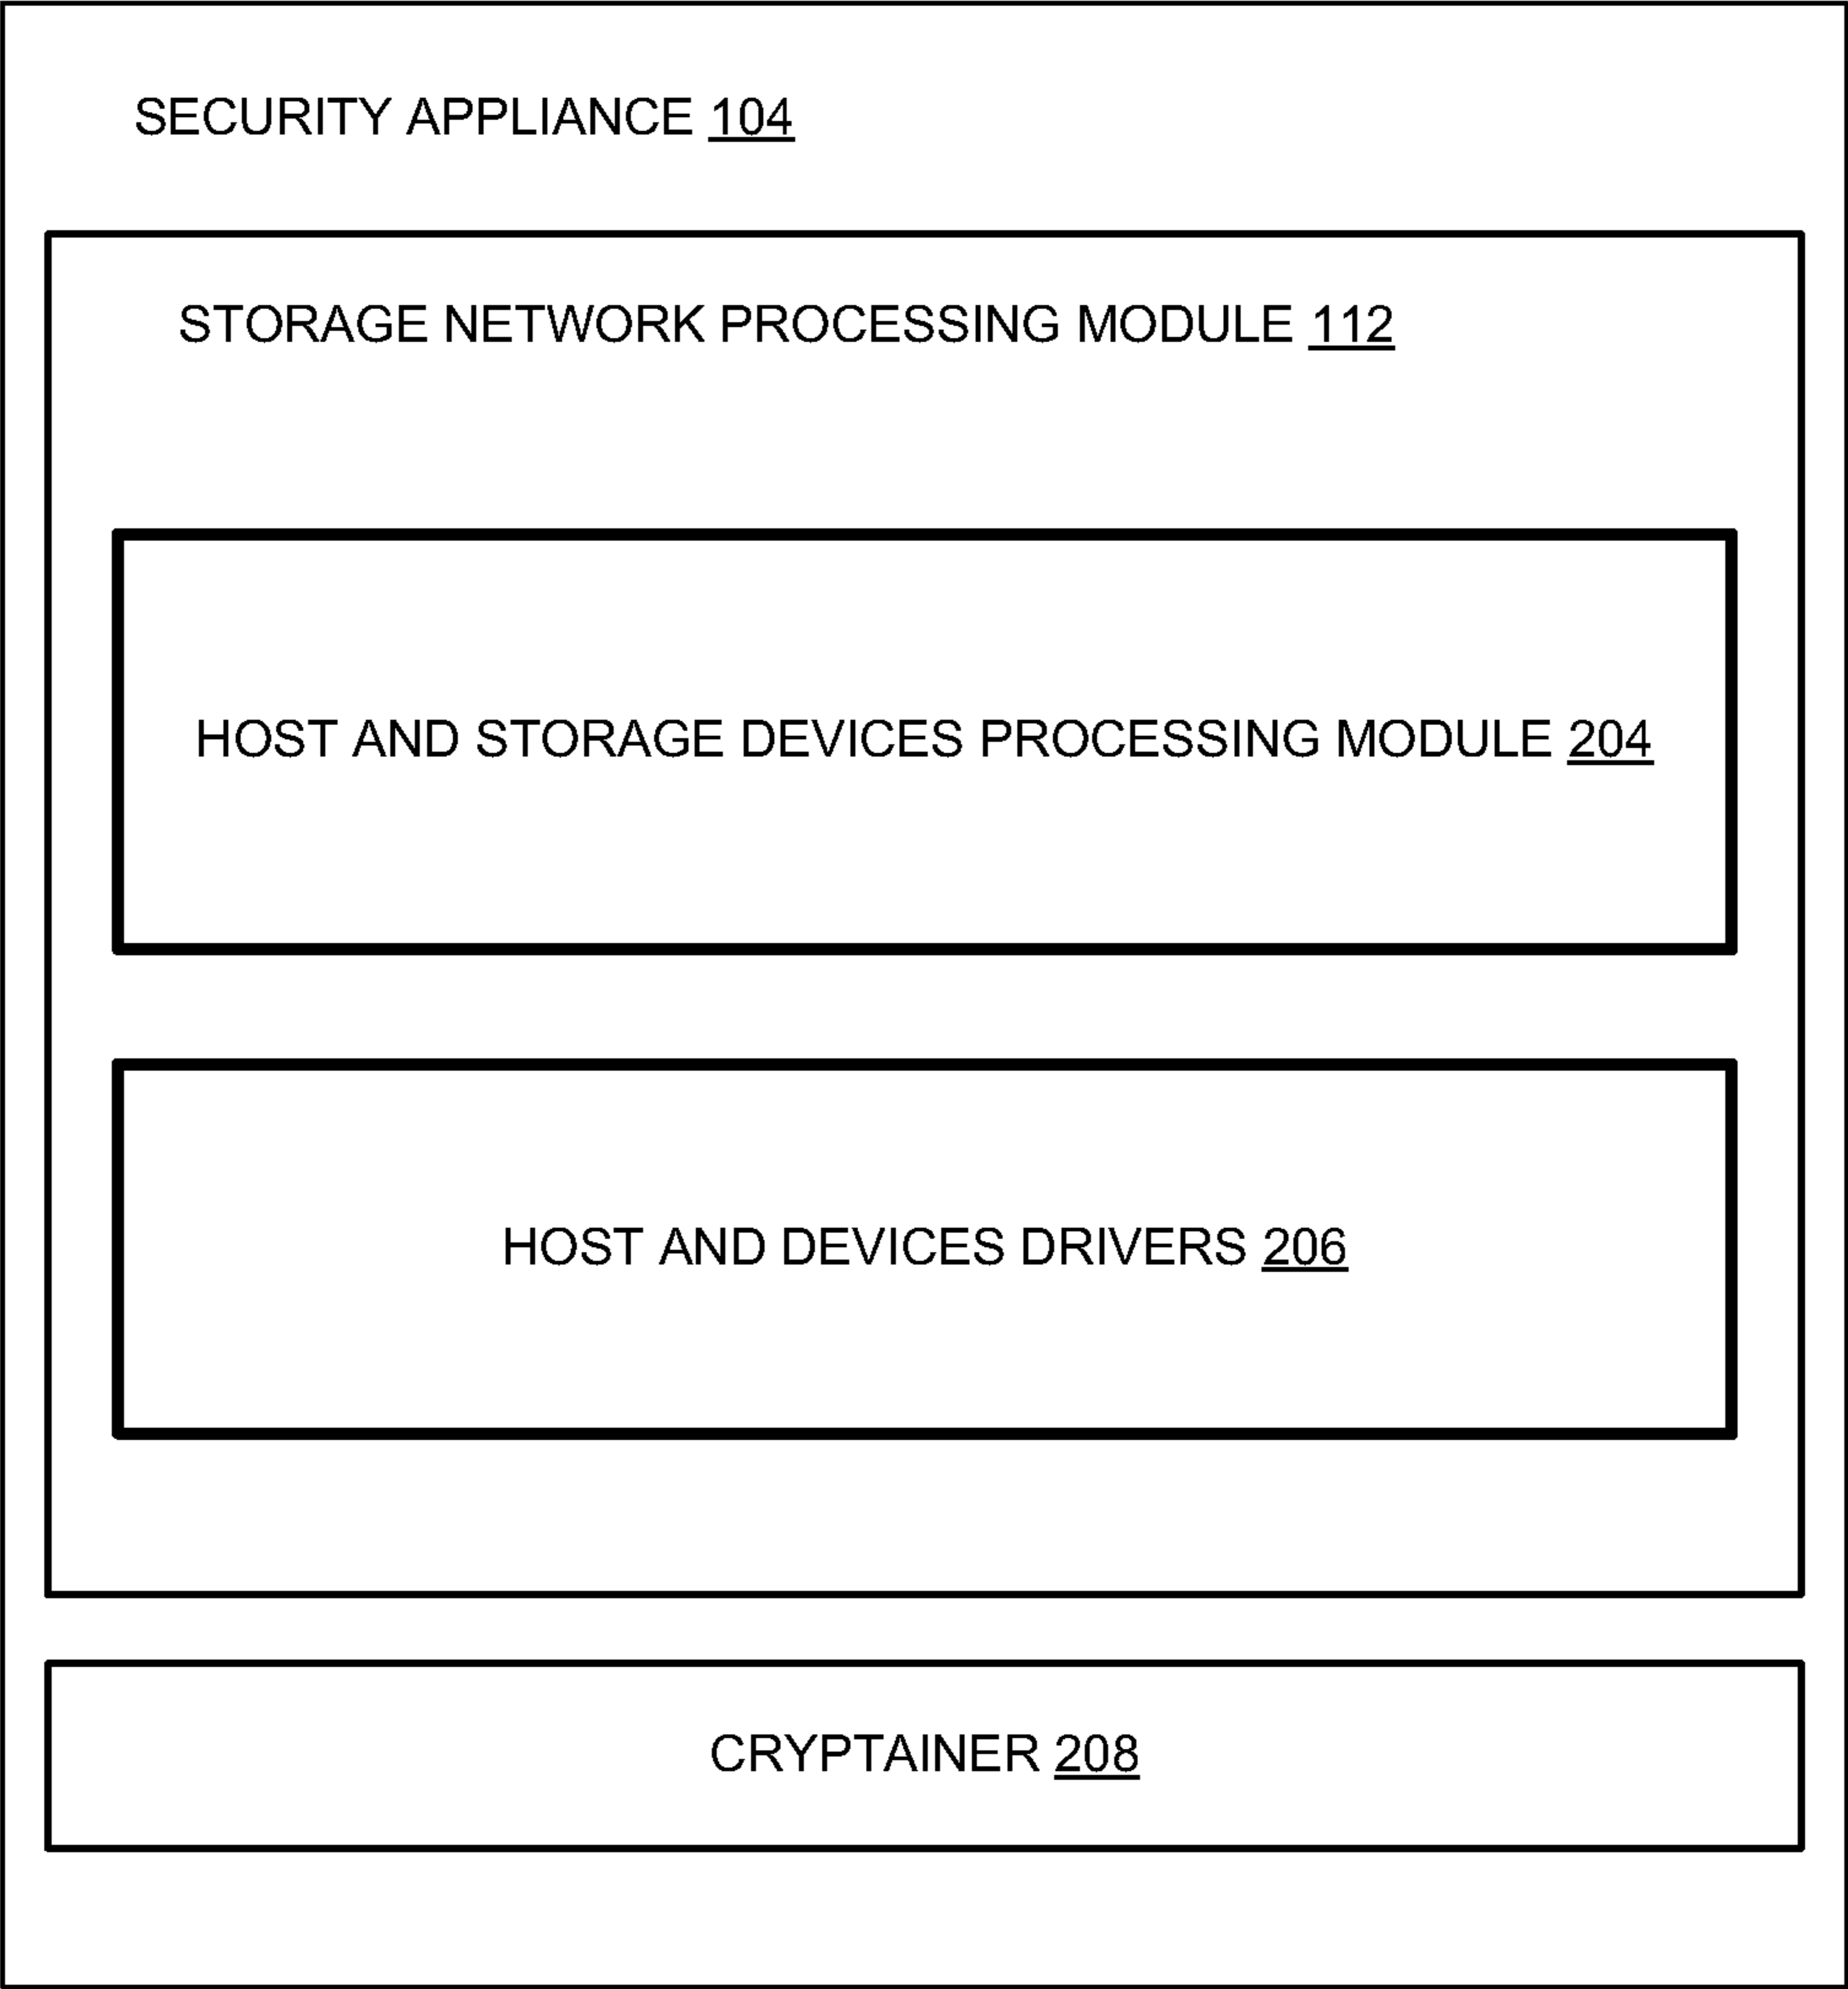 SECURITY APPLIANCE 104
STORAGE NETWORK PROCESSING MODULE 112
HOST AND STORAGE DEVICES PROCESSING MODULE 204
HOST AND DEVICES DRIVERS 206
CRYPTAINER 208